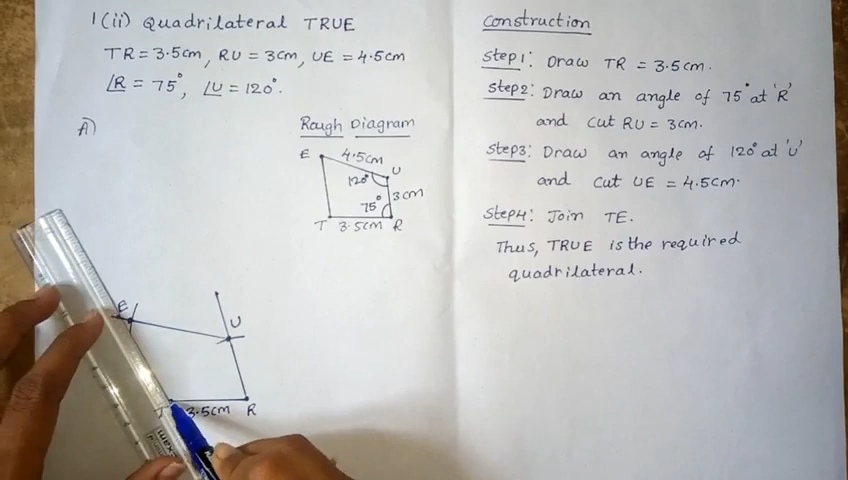 1(ii) Quadrilateral TRUE
TR = 3.5cm, RU = 3cm, UE = 4.5cm
∠R = 75°, ∠U = 120°.
A)
Rough Diagram
E 4.5cm U
120°
3cm
75°
T 3.5cm R
E
U
T 3.5cm R
Construction
Step1: Draw TR = 3.5cm.
Step2: Draw an angle of 75° at 'R'
and cut RU = 3cm.
Step3: Draw an angle of 120° at 'U'
and cut UE = 4.5cm.
Step4: Join TE.
Thus, TRUE is the required
quadrilateral.